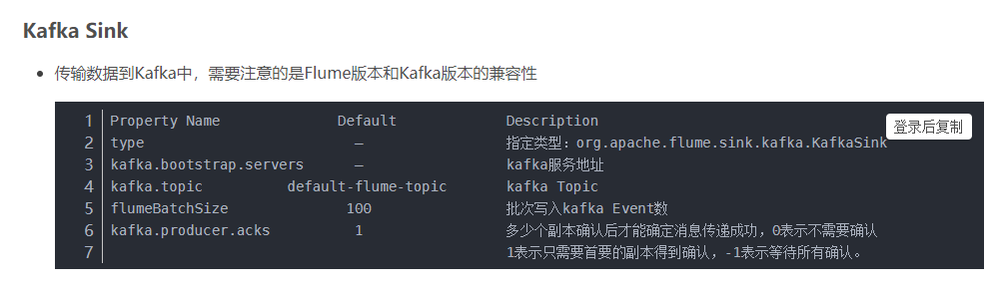 Kafka Sink
传输数据到Kafka中，需要注意的是Flume版本和Kafka版本的兼容性
登录后复制
1 Property Name Default Description
2 type — 指定类型：org.apache.flume.sink.kafka.KafkaSink
3 kafka.bootstrap.servers — kafka服务地址
4 kafka.topic default-flume-topic kafka Topic
5 flumeBatchSize 100 批次写入kafka Event数
6 kafka.producer.acks 1 多少个副本确认后才能确定消息传递成功，0表示不需要确认
7 1表示只需要首要的副本得到确认，-1表示等待所有确认。